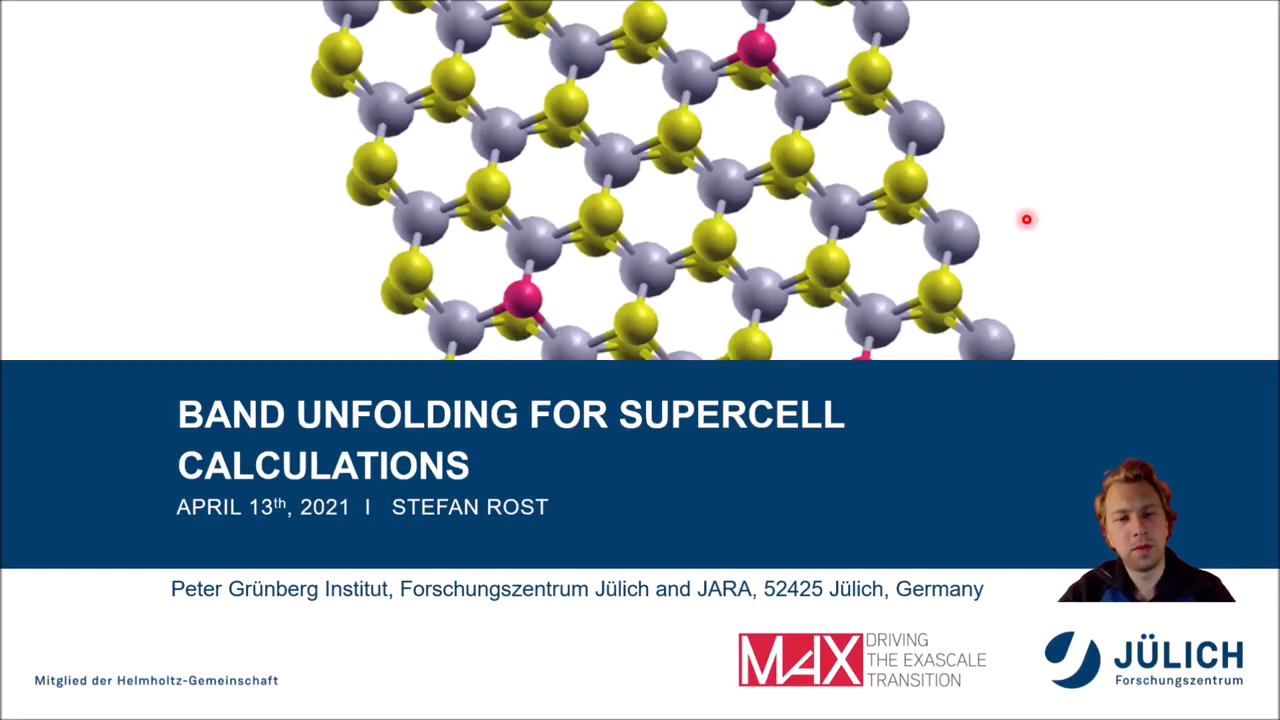 BAND UNFOLDING FOR SUPERCELL
CALCULATIONS
APRIL 13th, 2021 I STEFAN ROST
Peter Grünberg Institut, Forschungszentrum Jülich and JARA, 52425 Jülich, Germany
Mitglied der Helmholtz-Gemeinschaft
MAX
DRIVING
THE EXASCALE
TRANSITION
JÜLICH
Forschungszentrum